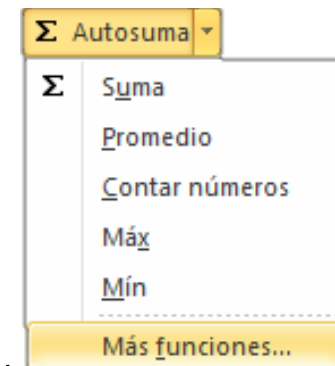 Σ Autosuma
Σ Suma
Promedio
Contar números
Máx
Mín
Más funciones...